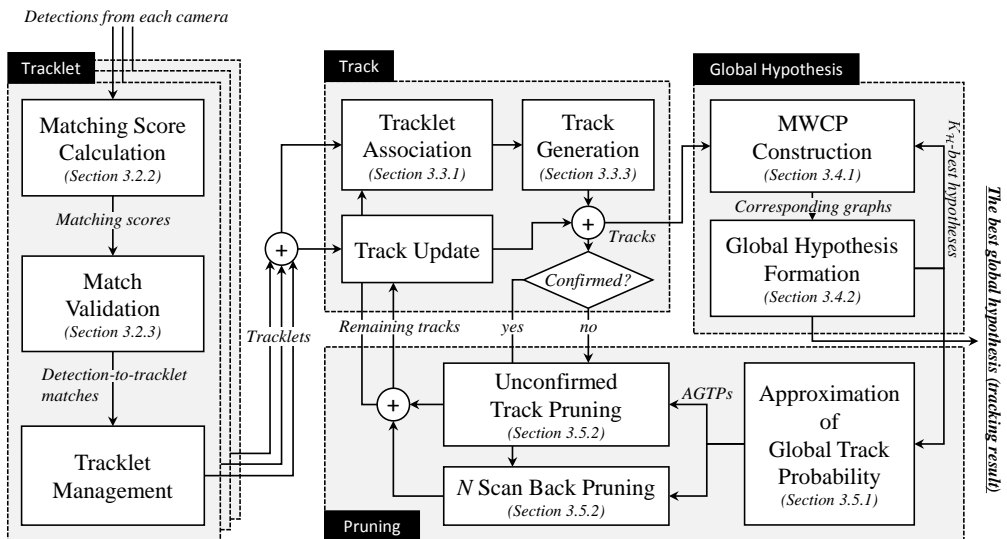 Detections from each camera
Tracklet
Matching Score
Calculation
(Section 3.2.2)
Matching scores
Match
Validation
(Section 3.2.3)
Detection-to-tracklet
matches
Tracklet
Management
Tracklets
+
Track
Tracklet
Association
(Section 3.3.1)
Track
Generation
(Section 3.3.3)
Track Update
+
Tracks
Confirmed?
Remaining tracks
yes
no
Global Hypothesis
MWCP
Construction
(Section 3.4.1)
Corresponding graphs
Global Hypothesis
Formation
(Section 3.4.2)
K_H-best hypotheses
The best global hypothesis (tracking result)
+
Unconfirmed
Track Pruning
(Section 3.5.2)
AGTPs
N Scan Back Pruning
(Section 3.5.2)
Approximation
of
Global Track
Probability
(Section 3.5.1)
Pruning